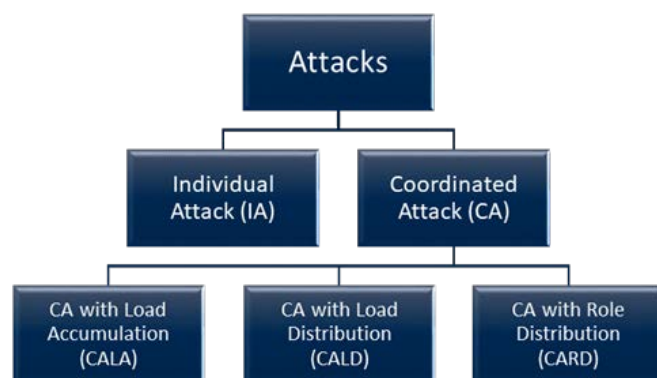 Attacks
Individual
Attack (IA)
Coordinated
Attack (CA)
CA with Load
Accumulation
(CALA)
CA with Load
Distribution
(CALD)
CA with Role
Distribution
(CARD)